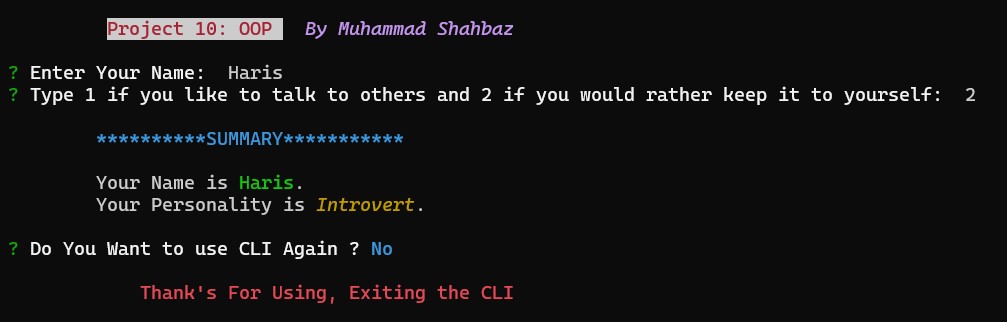 Project 10: OOP By Muhammad Shahbaz
? Enter Your Name: Haris
? Type 1 if you like to talk to others and 2 if you would rather keep it to yourself: 2
**********SUMMARY***********
Your Name is Haris.
Your Personality is Introvert.
? Do You Want to use CLI Again ? No
Thank's For Using, Exiting the CLI